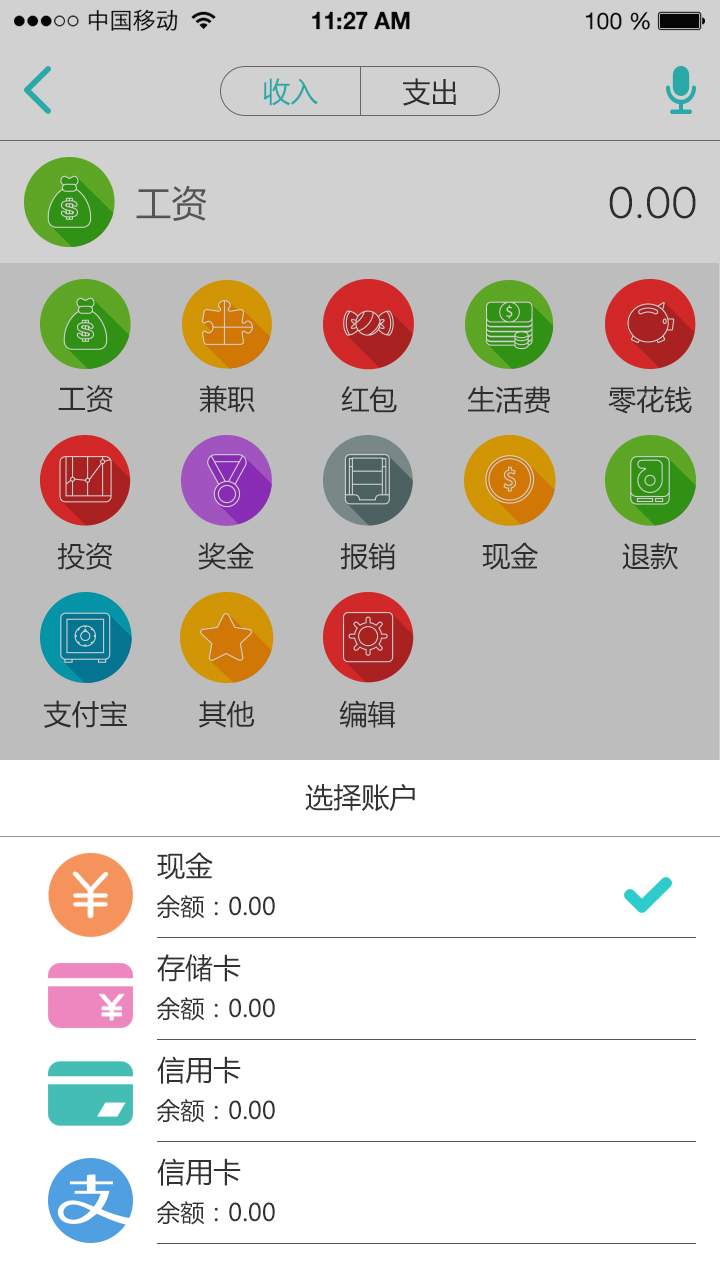 中国移动 11:27 AM 100 %
收入 支出
工资 0.00
工资 兼职 红包 生活费 零花钱
投资 奖金 报销 现金 退款
支付宝 其他 编辑
选择账户
现金
余额：0.00
存储卡
余额：0.00
信用卡
余额：0.00
信用卡
余额：0.00